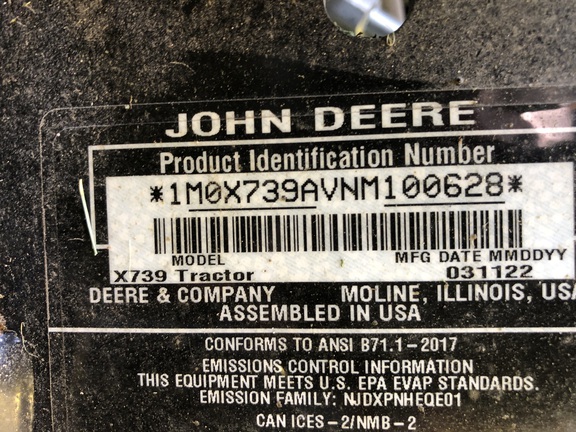 JOHN DEERE
Product Identification Number
*1M0X739AVNM100628*
MODEL MFG DATE MMDDYY
X739 Tractor 031122
DEERE & COMPANY MOLINE, ILLINOIS, USA
ASSEMBLED IN USA
CONFORMS TO ANSI B71.1-2017
EMISSIONS CONTROL INFORMATION
THIS EQUIPMENT MEETS U.S. EPA EVAP STANDARDS.
EMISSION FAMILY: NJDXPNHEQE01
CAN ICES-2/NMB-2